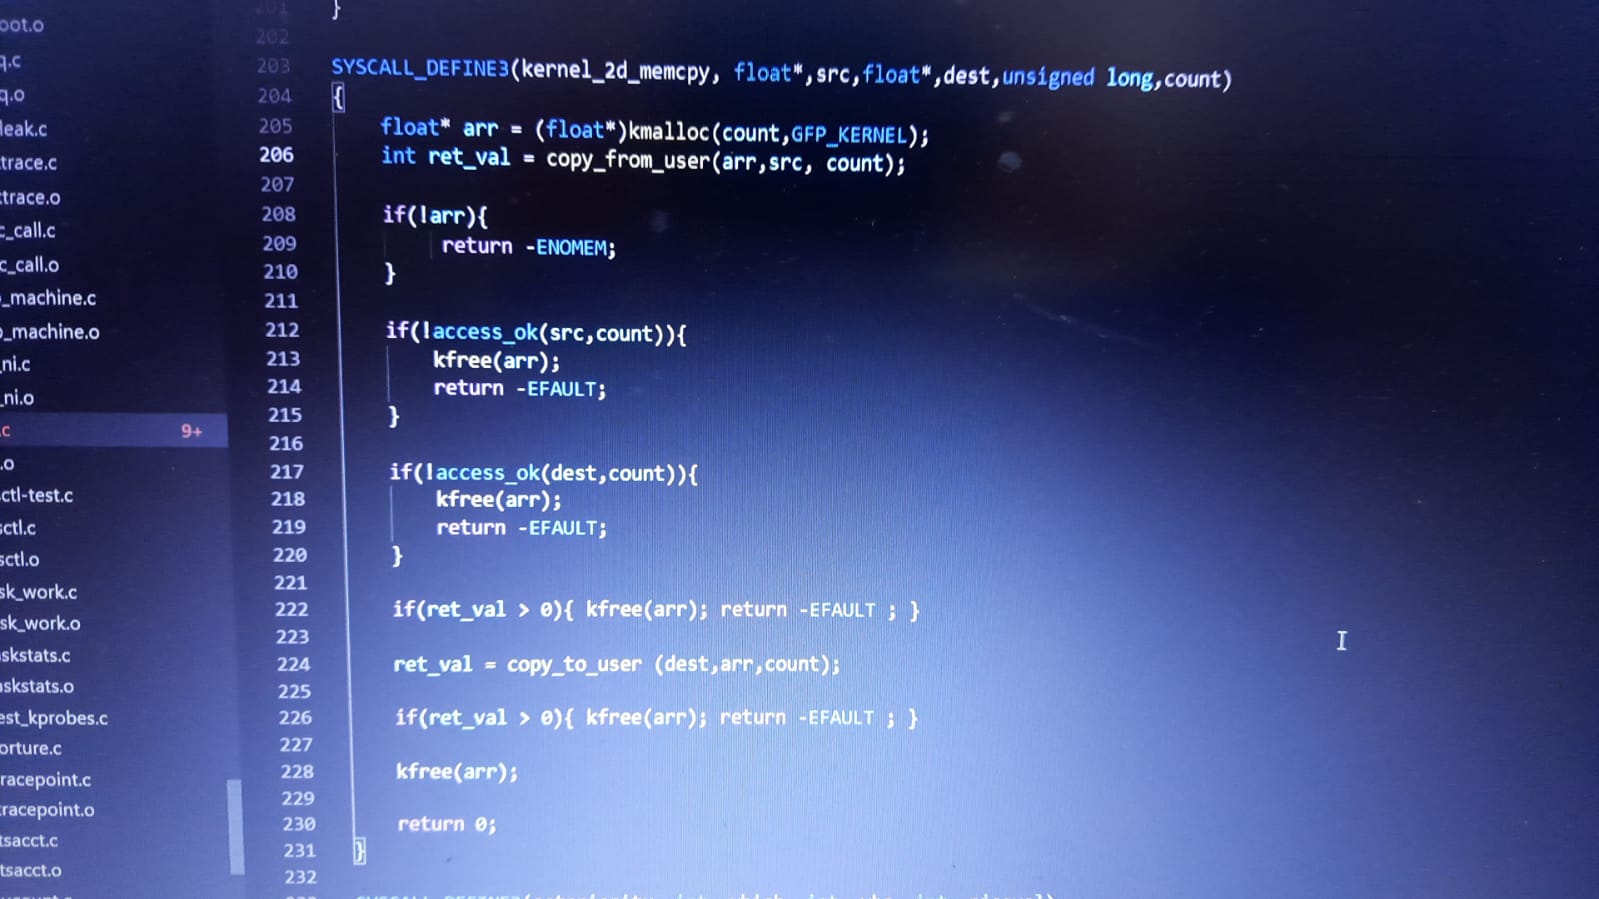 oot.o
q.c
q.o
leak.c
trace.c
trace.o
c_call.c
c_call.o
_machine.c
_machine.o
_ni.c
_ni.o
.c 9+
.o
ctl-test.c
sctl.c
sctl.o
sk_work.c
sk_work.o
skstats.c
skstats.o
est_kprobes.c
orture.c
racepoint.c
racepoint.o
tsacct.c
tsacct.o
201 }
202
203 SYSCALL_DEFINE3(kernel_2d_memcpy, float*,src,float*,dest,unsigned long,count)
204 {
205 float* arr = (float*)kmalloc(count,GFP_KERNEL);
206 int ret_val = copy_from_user(arr,src, count);
207
208 if(!arr){
209 return -ENOMEM;
210 }
211
212 if(!access_ok(src,count)){
213 kfree(arr);
214 return -EFAULT;
215 }
216
217 if(!access_ok(dest,count)){
218 kfree(arr);
219 return -EFAULT;
220 }
221
222 if(ret_val > 0){ kfree(arr); return -EFAULT ; }
223
224 ret_val = copy_to_user (dest,arr,count);
225
226 if(ret_val > 0){ kfree(arr); return -EFAULT ; }
227
228 kfree(arr);
229
230 return 0;
231 }
232